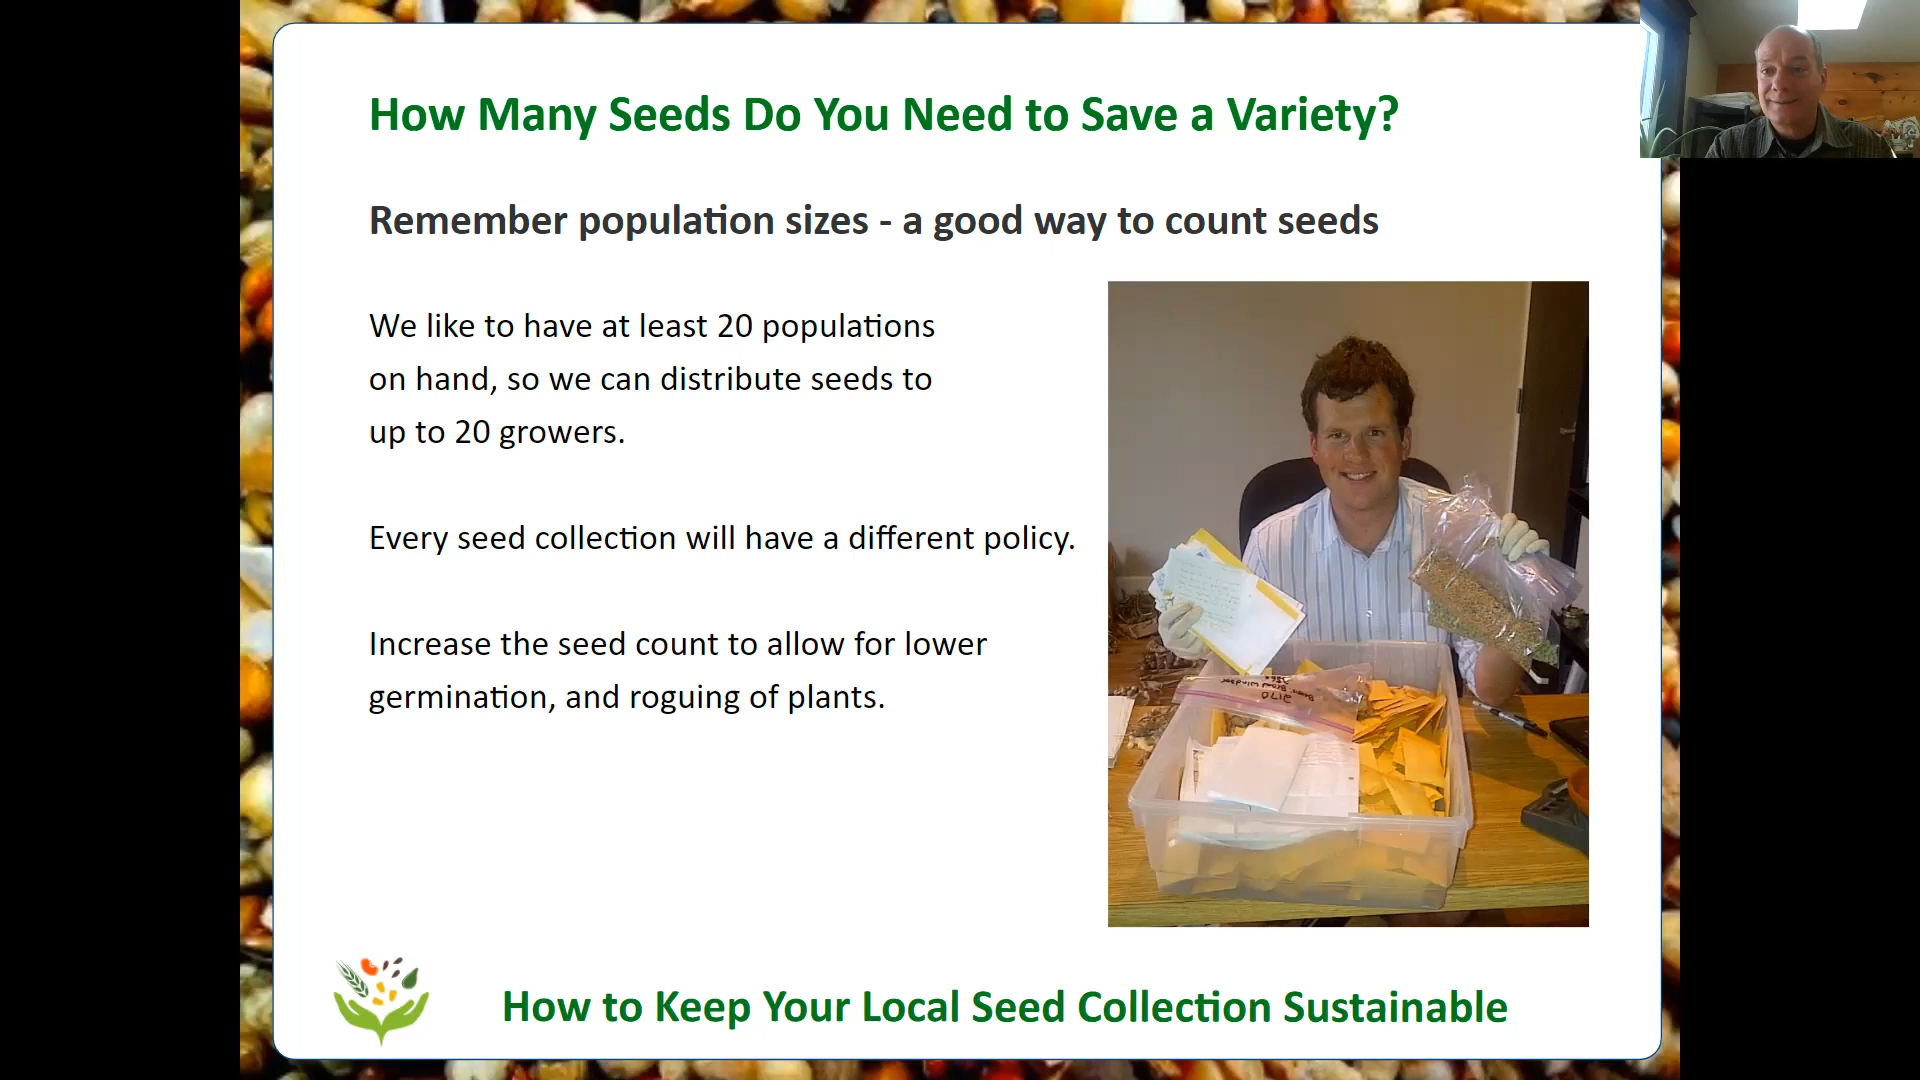 How Many Seeds Do You Need to Save a Variety?
Remember population sizes - a good way to count seeds
We like to have at least 20 populations
on hand, so we can distribute seeds to
up to 20 growers.
Every seed collection will have a different policy.
Increase the seed count to allow for lower
germination, and roguing of plants.
2170
How to Keep Your Local Seed Collection Sustainable